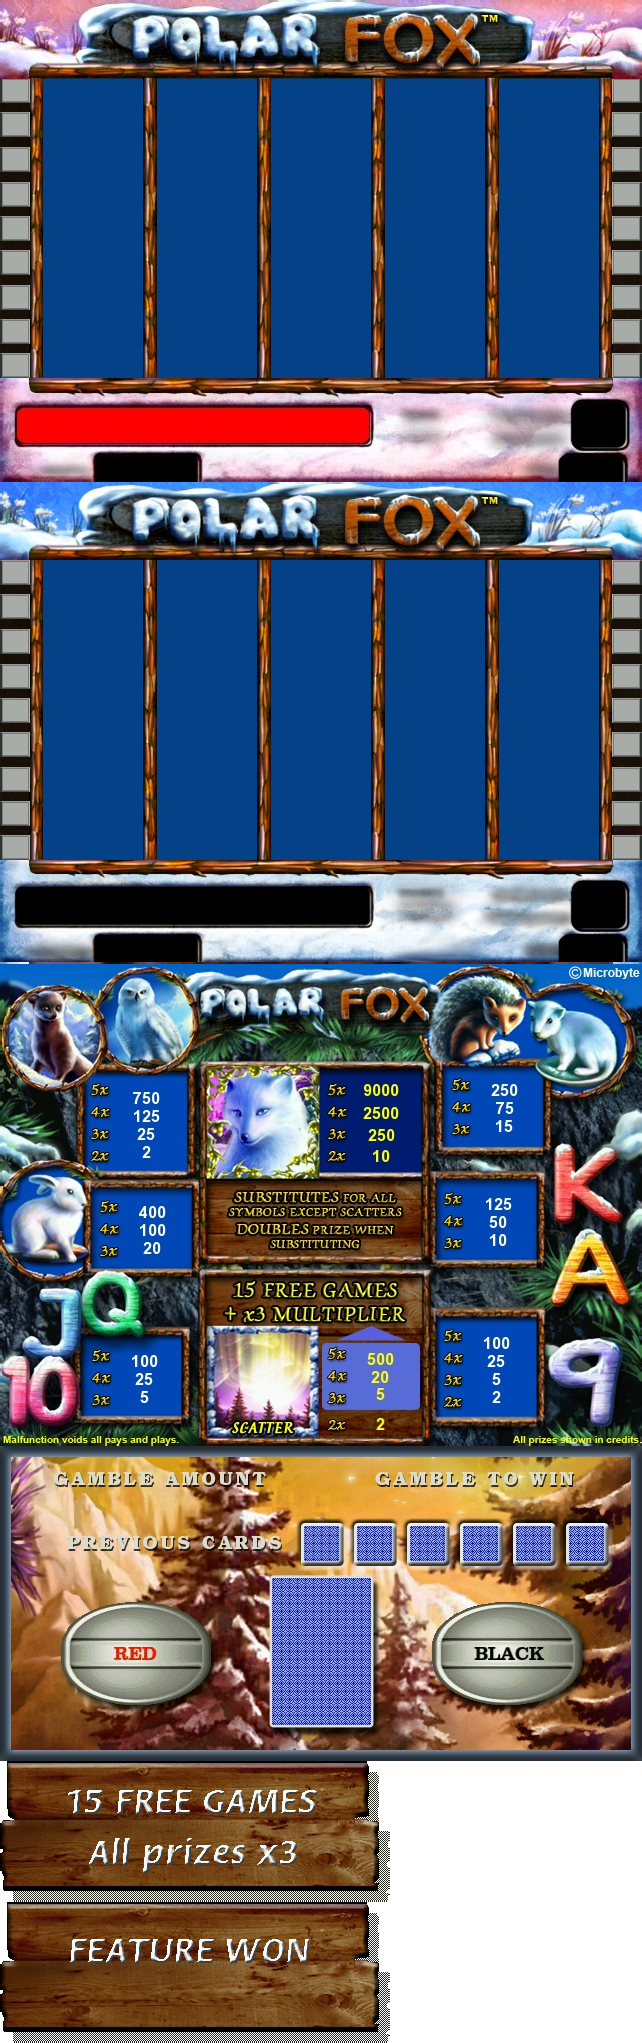 POLAR FOX™
POLAR FOX™
©Microbyte
POLAR FOX
5x 750
4x 125
3x 25
2x 2
5x 9000
4x 2500
3x 250
2x 10
5x 250
4x 75
3x 15
SUBSTITUTES FOR ALL
SYMBOLS EXCEPT SCATTERS
DOUBLES PRIZE WHEN
SUBSTITUTING
5x 400
4x 100
3x 20
5x 125
4x 50
3x 10
K
A
J Q
10
5x 100
4x 25
3x 5
15 FREE GAMES
+ x3 MULTIPLIER
5x 500
4x 20
3x 5
2x 2
SCATTER
5x 100
4x 25
3x 5
2x 2
9
Malfunction voids all pays and plays.
All prizes shown in credits.
GAMBLE AMOUNT
GAMBLE TO WIN
PREVIOUS CARDS
RED
BLACK
15 FREE GAMES
All prizes x3
FEATURE WON